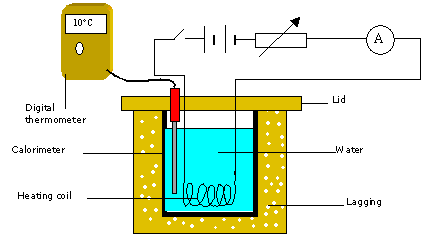 10°C
A
Lid
Digital
thermometer
Calorimeter
Water
Heating coil
Lagging